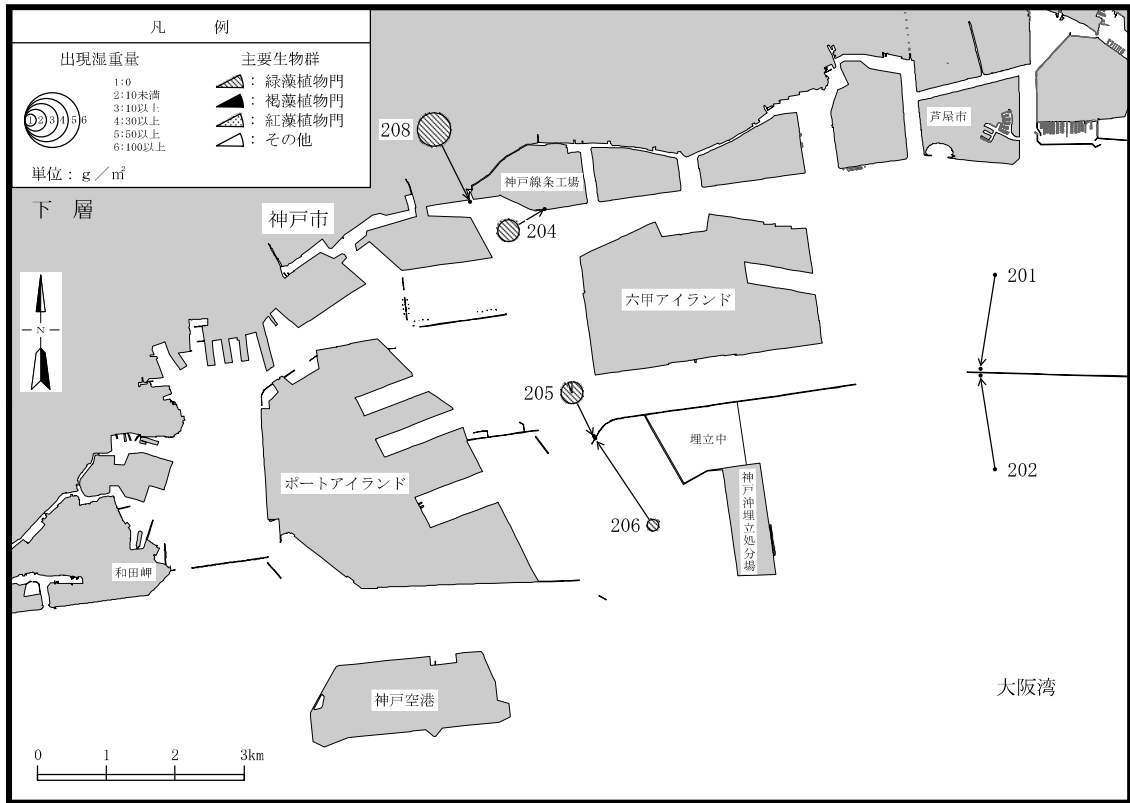 凡　例
出現湿重量
1:0
2:10未満
3:10以上
4:30以上
5:50以上
6:100以上
1 2 3 4 5 6
単位：g／㎡
主要生物群
：緑藻植物門
：褐藻植物門
：紅藻植物門
：その他
下　層
N
208
神戸線条工場
204
神戸市
芦屋市
六甲アイランド
201
205
埋立中
ポートアイランド
202
206
神戸沖埋立処分場
和田岬
神戸空港
大阪湾
0 1 2 3km